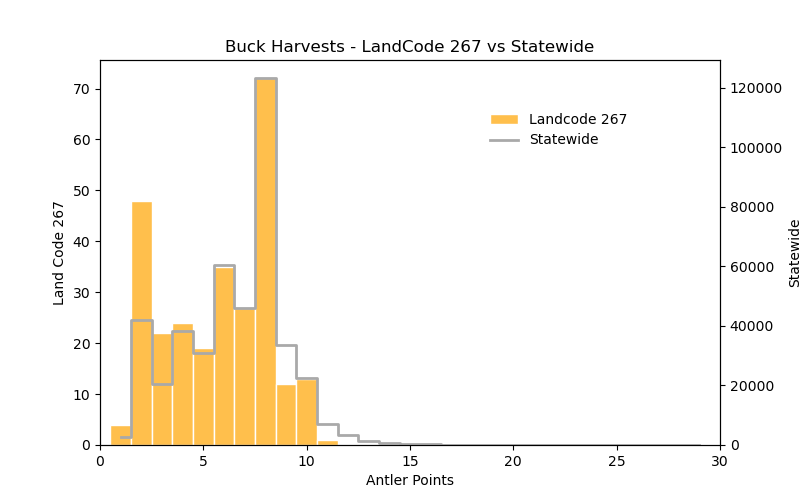 Buck Harvests - LandCode 267 vs Statewide
70
60
50
40
30
20
10
0
Land Code 267
120000
100000
80000
60000
40000
20000
0
Statewide
Landcode 267
Statewide
0 5 10 15 20 25 30
Antler Points